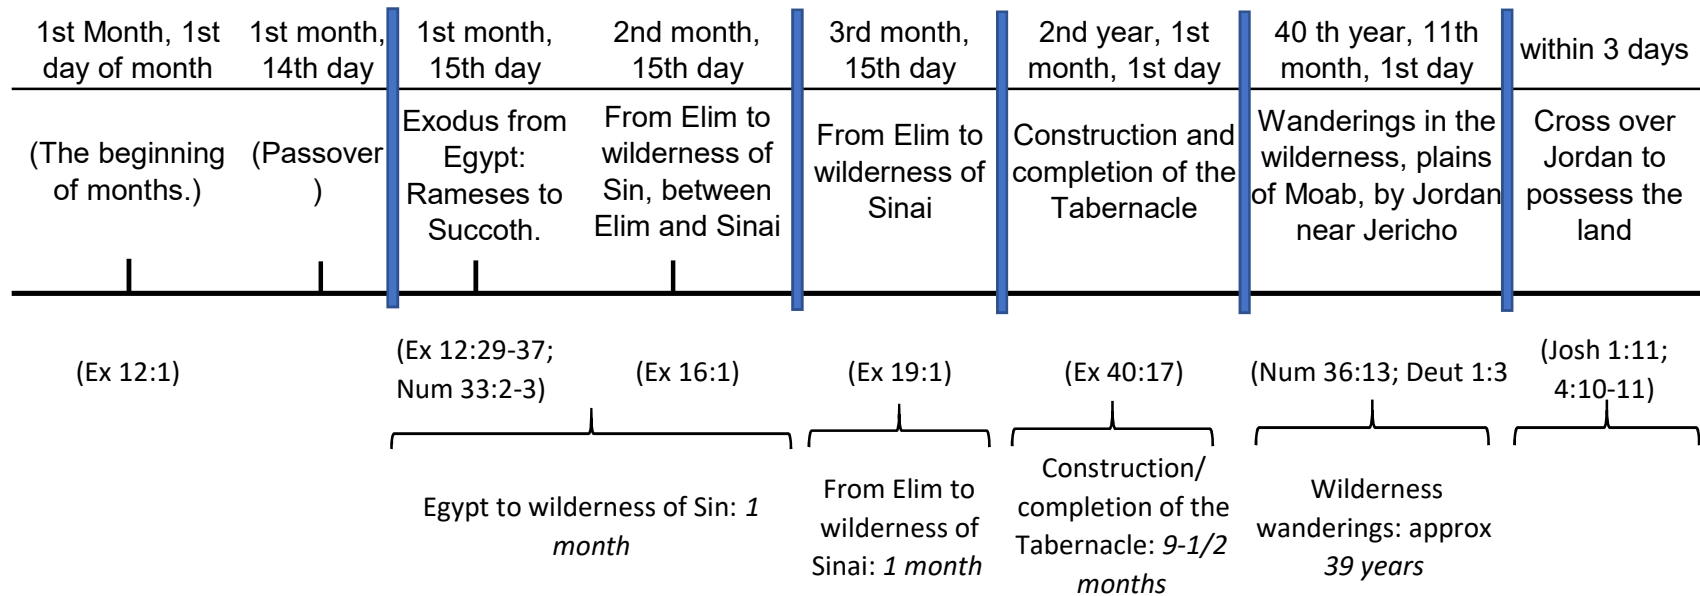 1st Month, 1st
day of month
1st month,
14th day
1st month,
15th day
2nd month,
15th day
3rd month,
15th day
2nd year, 1st
month, 1st day
40 th year, 11th
month, 1st day
within 3 days
(The beginning
of months.)
(Passover
)
Exodus from
Egypt:
Rameses to
Succoth.
From Elim to
wilderness of
Sin, between
Elim and Sinai
From Elim to
wilderness of
Sinai
Construction and
completion of the
Tabernacle
Wanderings in the
wilderness, plains
of Moab, by Jordan
near Jericho
Cross over
Jordan to
possess the
land
(Ex 12:1)
(Ex 12:29-37;
Num 33:2-3)
(Ex 16:1)
(Ex 19:1)
(Ex 40:17)
(Num 36:13; Deut 1:3
(Josh 1:11;
4:10-11)
Egypt to wilderness of Sin: 1
month
From Elim to
wilderness of
Sinai: 1 month
Construction/
completion of the
Tabernacle: 9-1/2
months
Wilderness
wanderings: approx
39 years